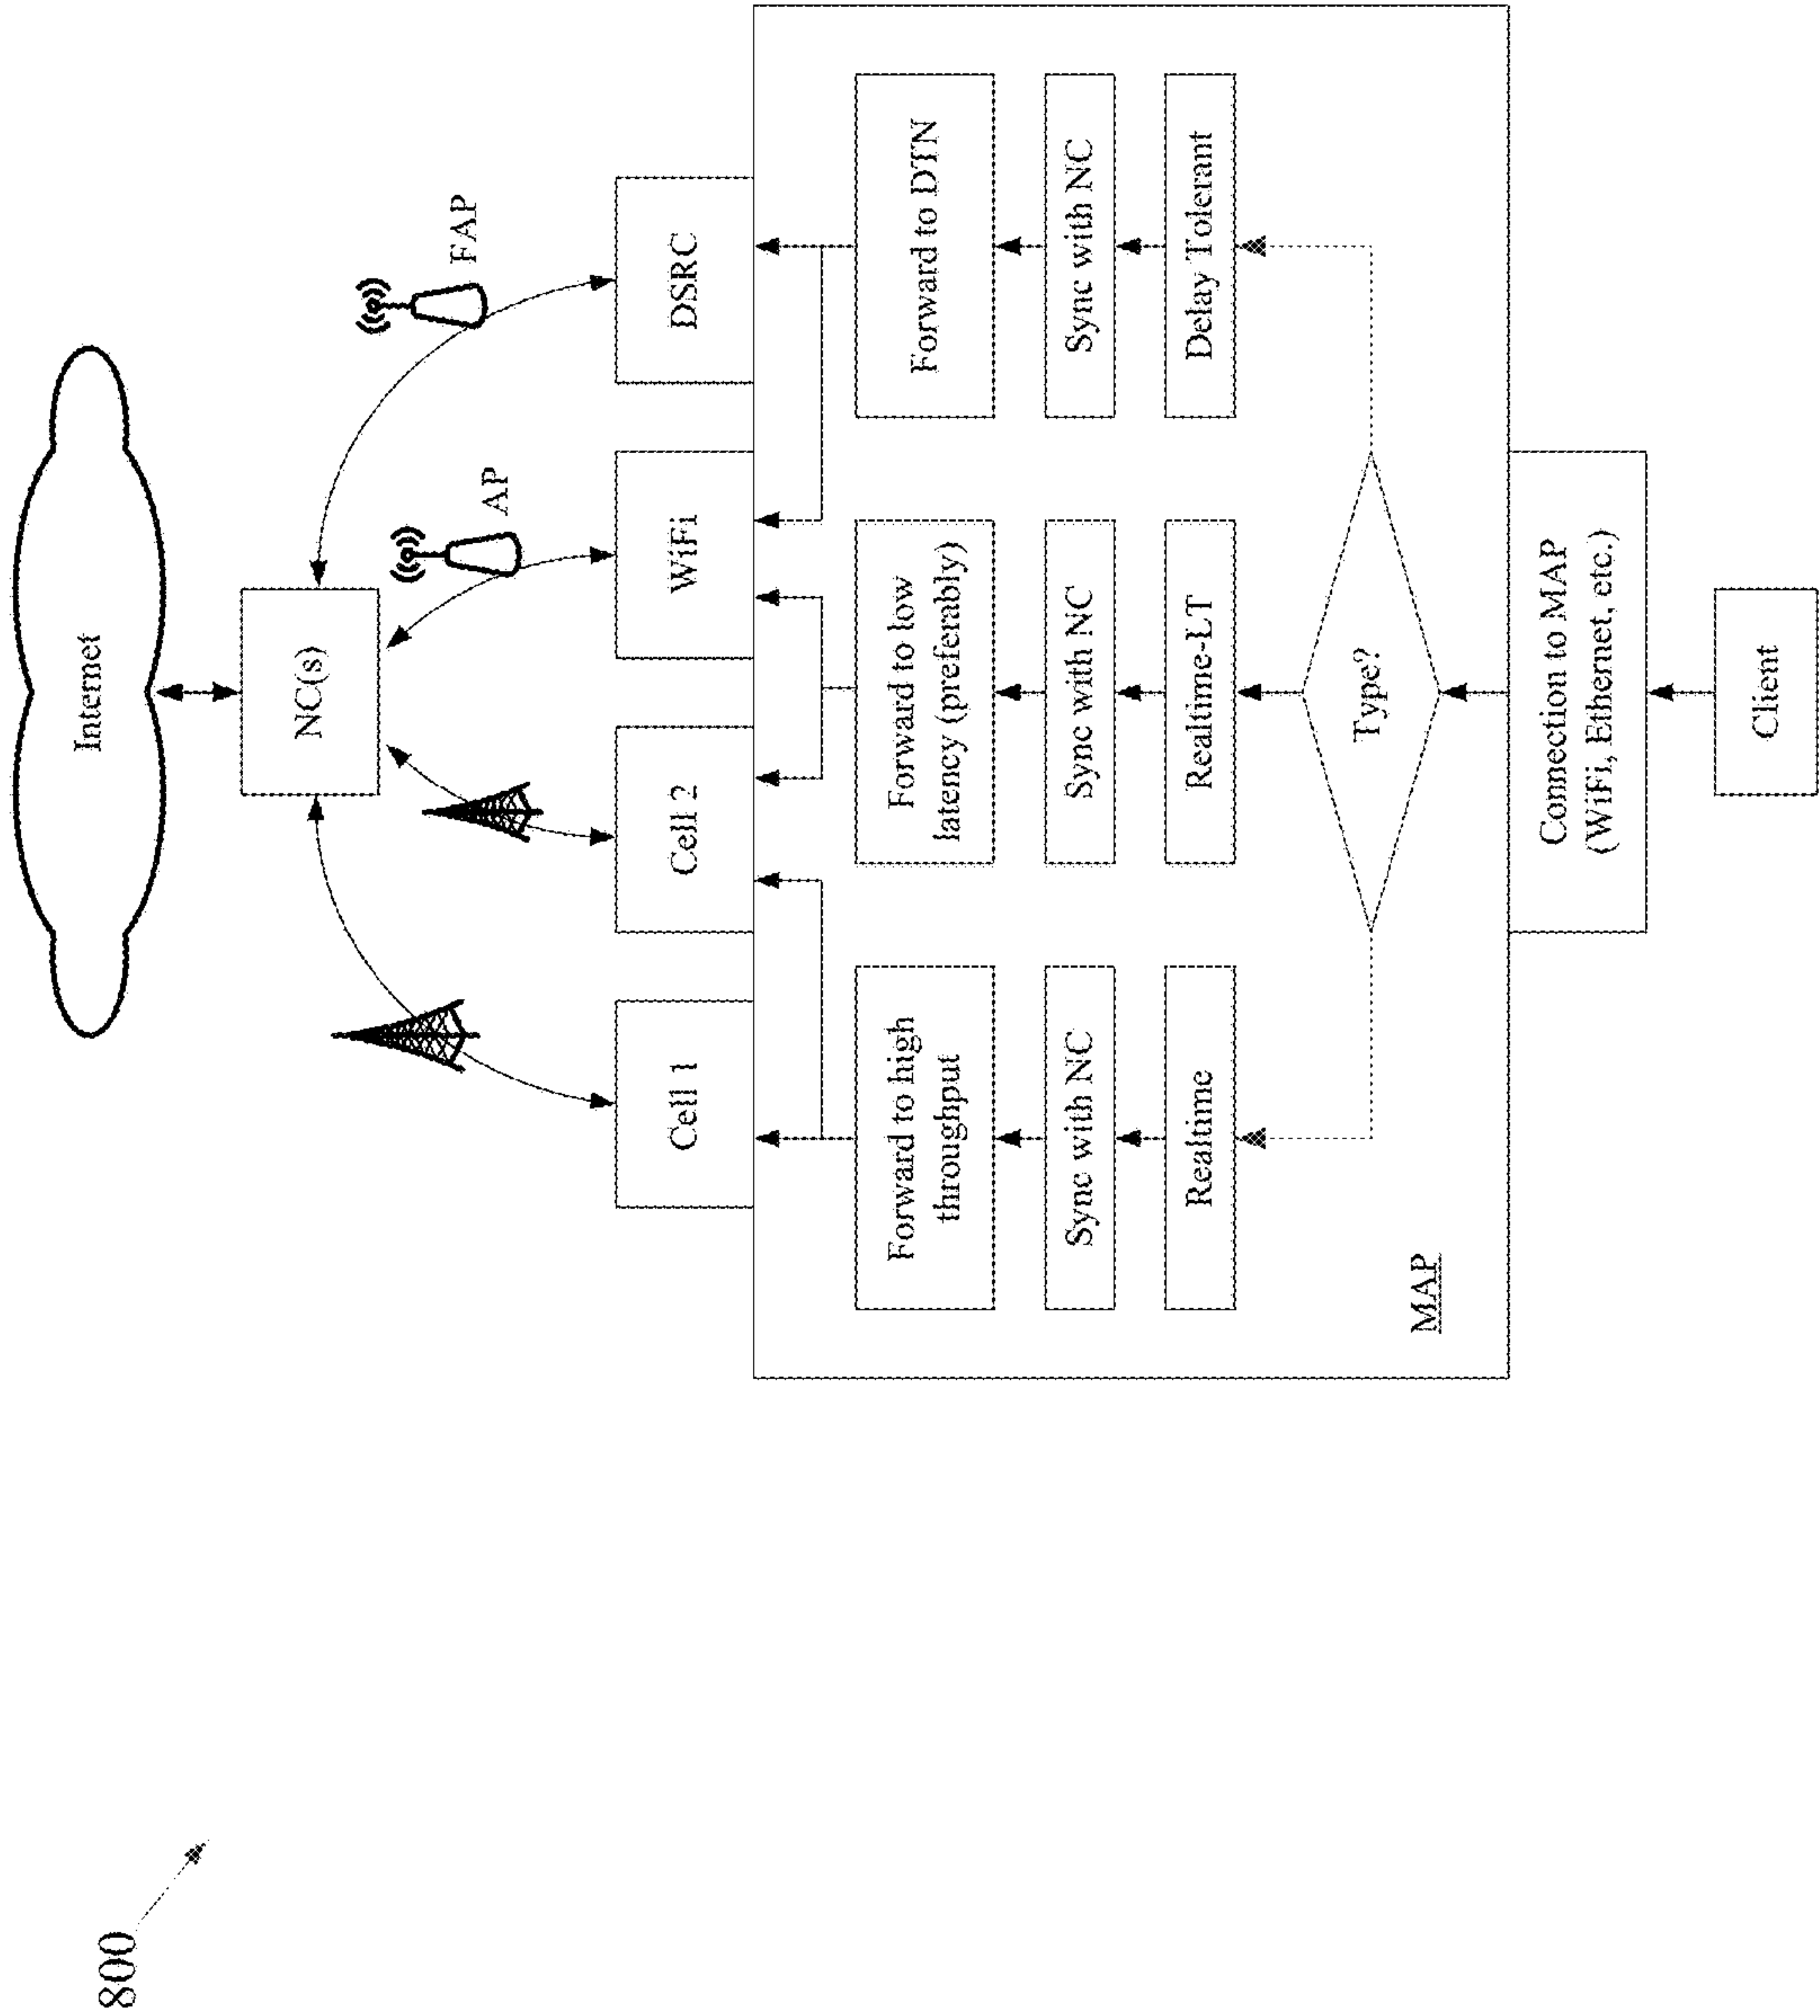 800
Internet
NC(s)
FAP
AP
Cell 1
Cell 2
WiFi
DSRC
Forward to high
throughput
Forward to low
latency (preferably)
Forward to DTN
Sync with NC
Sync with NC
Sync with NC
Realtime
Realtime-LT
Delay Tolerant
Type?
MAP
Connection to MAP
(WiFi, Ethernet, etc.)
Client